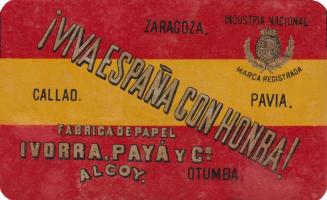 ZARAGOZA.
INDUSTRIA NACIONAL
MARCA REGISTRADA
¡VIVA ESPAÑA CON HONRA!
CALLAO.
PAVIA.
FABRICA DE PAPEL
IVORRA, PAYÁ Y Cª
ALCOY.
OTUMBA.